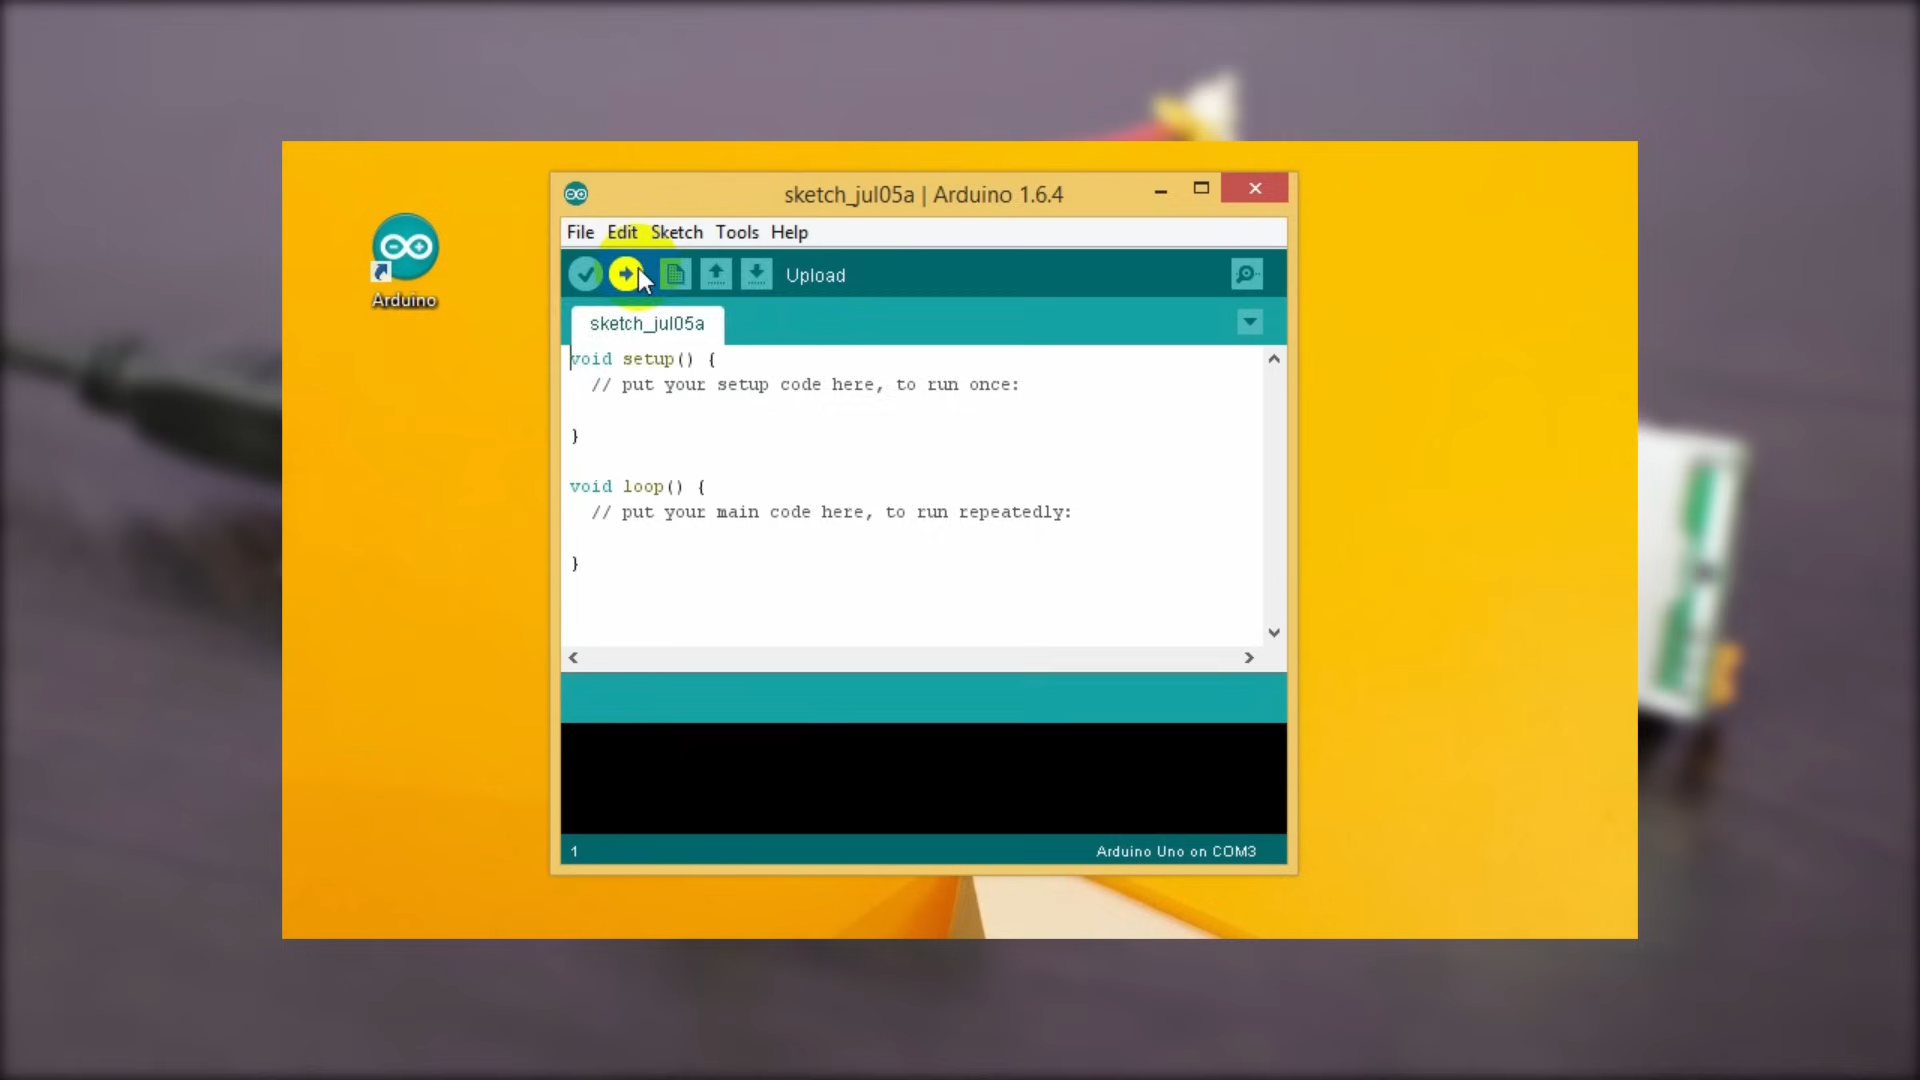 sketch_jul05a | Arduino 1.6.4
File Edit Sketch Tools Help
Upload
Arduino
sketch_jul05a
void setup() {
  // put your setup code here, to run once:
}
void loop() {
  // put your main code here, to run repeatedly:
}
1
Arduino Uno on COM3